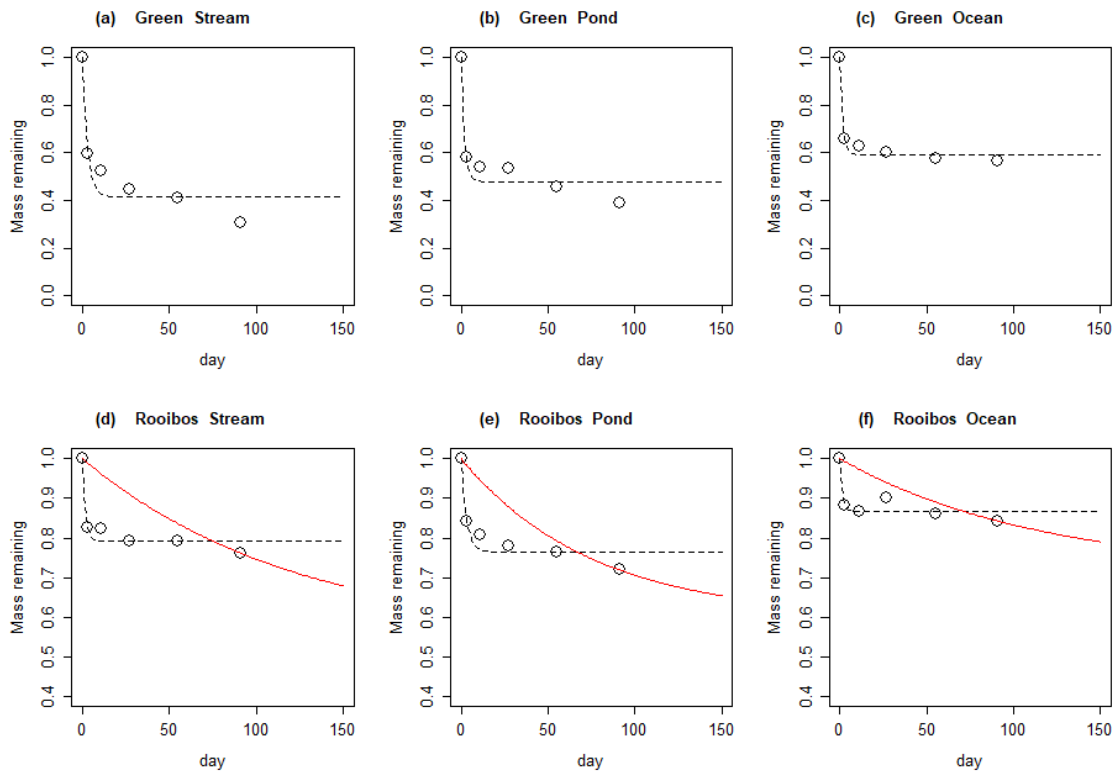 (a) Green Stream
Mass remaining
0.0 0.2 0.4 0.6 0.8 1.0
0 50 100 150
day
(b) Green Pond
Mass remaining
0.0 0.2 0.4 0.6 0.8 1.0
0 50 100 150
day
(c) Green Ocean
Mass remaining
0.0 0.2 0.4 0.6 0.8 1.0
0 50 100 150
day
(d) Rooibos Stream
Mass remaining
0.4 0.5 0.6 0.7 0.8 0.9 1.0
0 50 100 150
day
(e) Rooibos Pond
Mass remaining
0.4 0.5 0.6 0.7 0.8 0.9 1.0
0 50 100 150
day
(f) Rooibos Ocean
Mass remaining
0.4 0.5 0.6 0.7 0.8 0.9 1.0
0 50 100 150
day